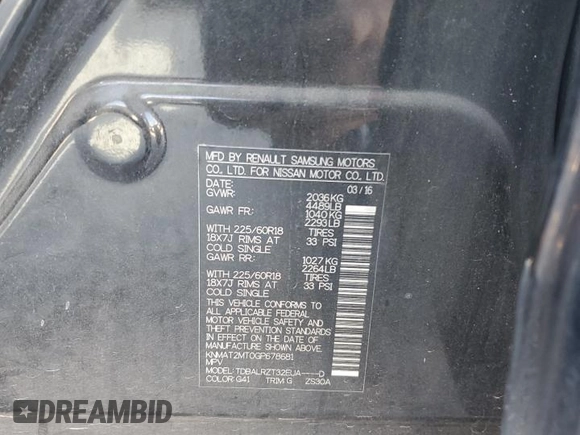 MFD BY RENAULT SAMSUNG MOTORS
CO., LTD. FOR NISSAN MOTOR CO., LTD.
DATE: 03/16
GVWR: 2036KG
4489LB
GAWR FR: 1040KG
2293LB
WITH 225/60R18 TIRES
18X7J RIMS AT 33 PSI
COLD SINGLE
GAWR RR: 1027KG
2264LB
WITH 225/60R18 TIRES
18X7J RIMS AT 33 PSI
COLD SINGLE
THIS VEHICLE CONFORMS TO
ALL APPLICABLE FEDERAL
MOTOR VEHICLE SAFETY AND
THEFT PREVENTION STANDARDS
IN EFFECT ON THE DATE OF
MANUFACTURE SHOWN ABOVE.
KNMAT2MT0GP678681
MPV
MODEL:TDBALRZT32EUA----D
COLOR G41 TRIM G ZS30A
DREAMBID
DREAMBID.COM